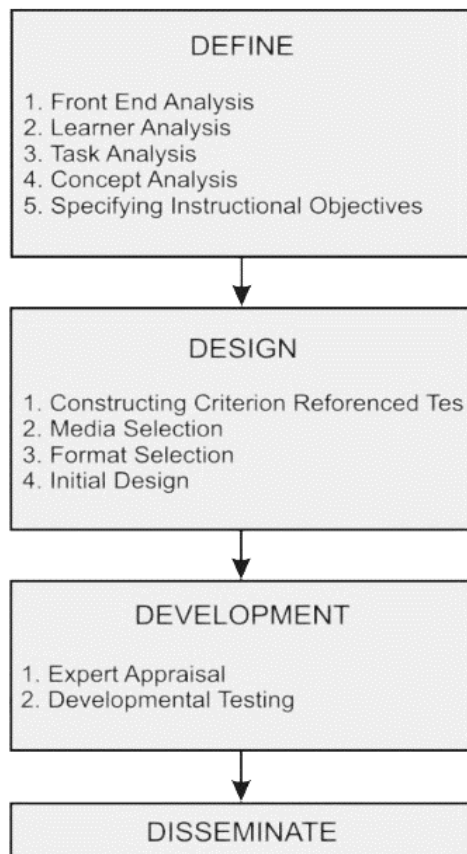 DEFINE
1. Front End Analysis
2. Learner Analysis
3. Task Analysis
4. Concept Analysis
5. Specifying Instructional Objectives
DESIGN
1. Constructing Criterion Reforenced Tes
2. Media Selection
3. Format Selection
4. Initial Design
DEVELOPMENT
1. Expert Appraisal
2. Developmental Testing
DISSEMINATE